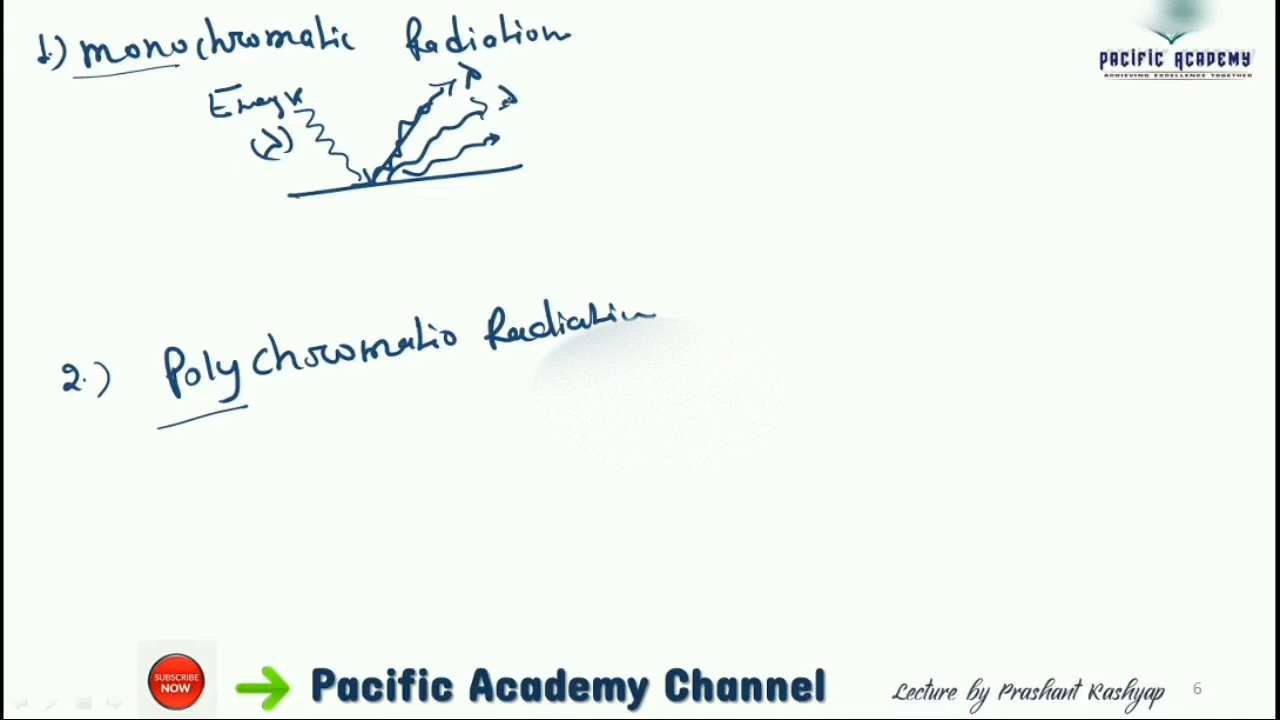 1.) monochromatic Radiation
PACIFIC ACADEMY
ACHIEVING EXCELLENCE TOGETHER
Energy
(λ)
λ
λ
2.) Polychromatic Radiation
SUBSCRIBE
NOW
Pacific Academy Channel
Lecture by Prashant Kashyap
6